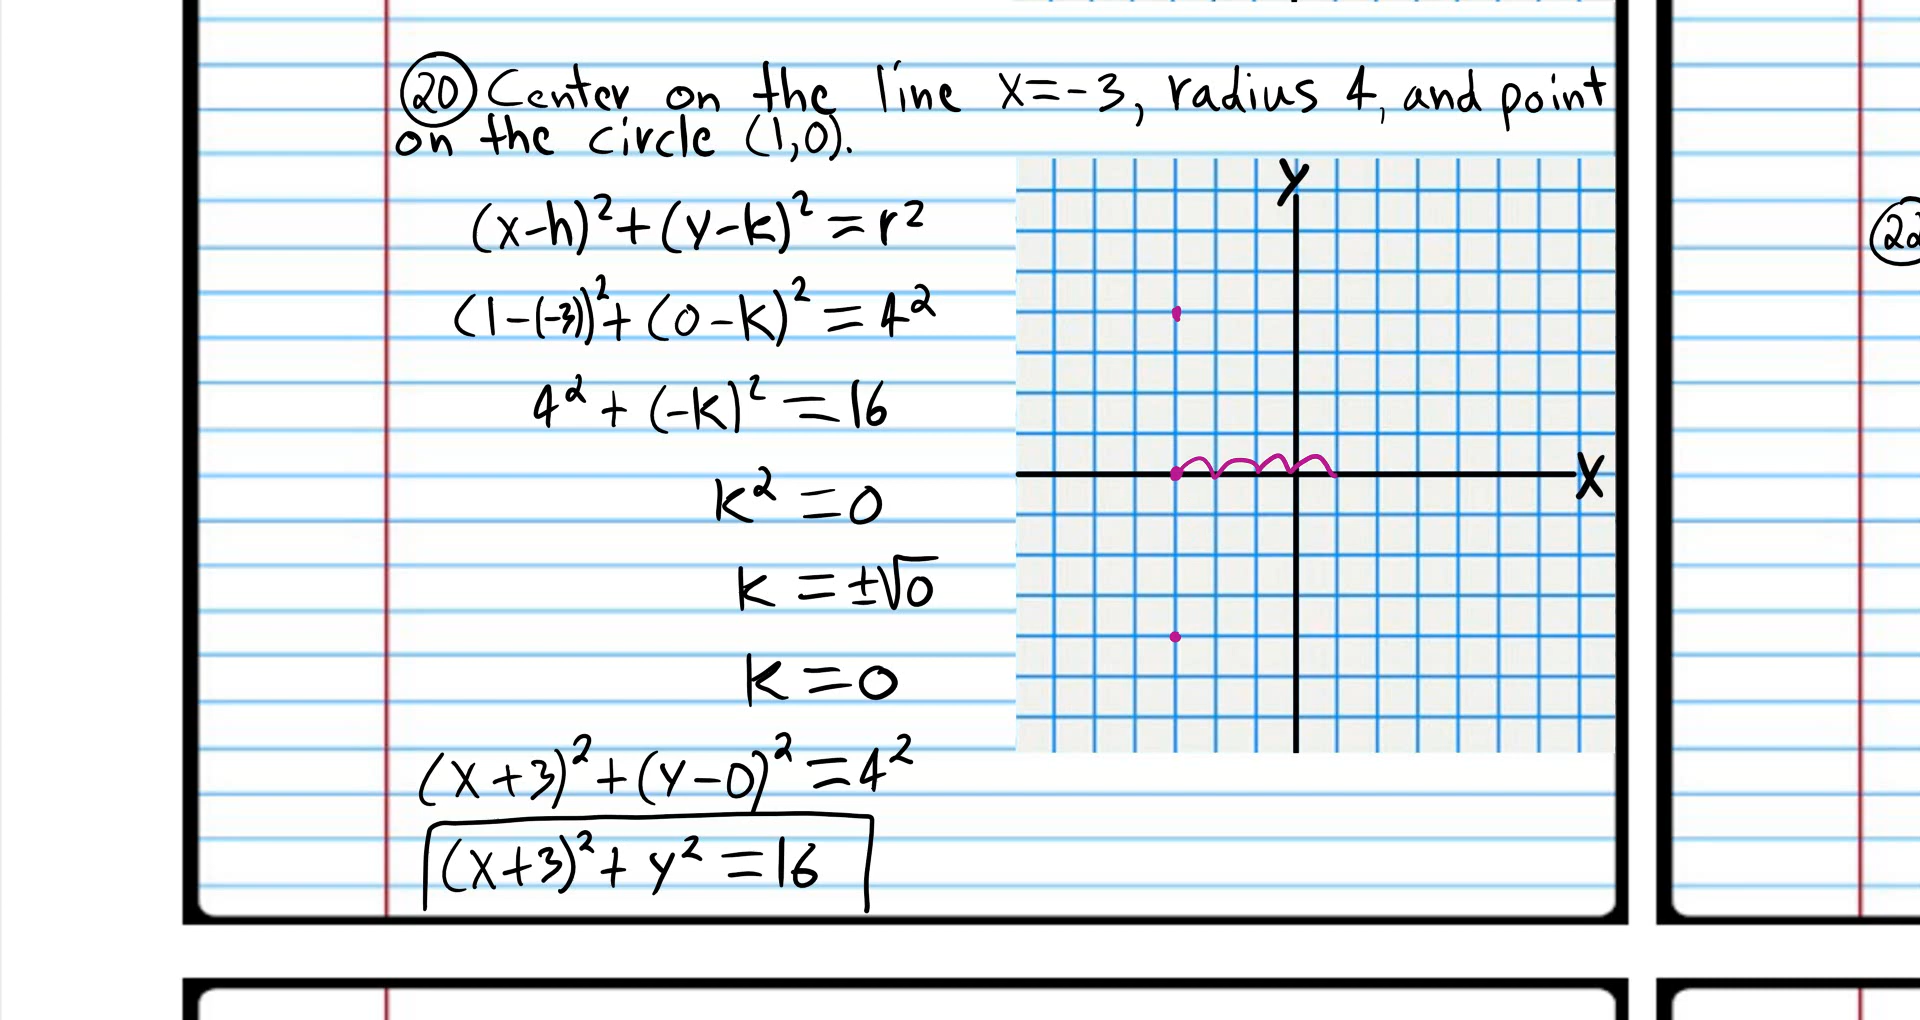 20 Center on the line x=-3, radius 4, and point
on the circle (1,0).
(x-h)²+(y-k)²=r²
(1-(-3))²+(0-k)²=4²
4²+(-k)²=16
k²=0
k=±√0
k=0
(x+3)²+(y-0)²=4²
(x+3)²+y²=16
y
x
22